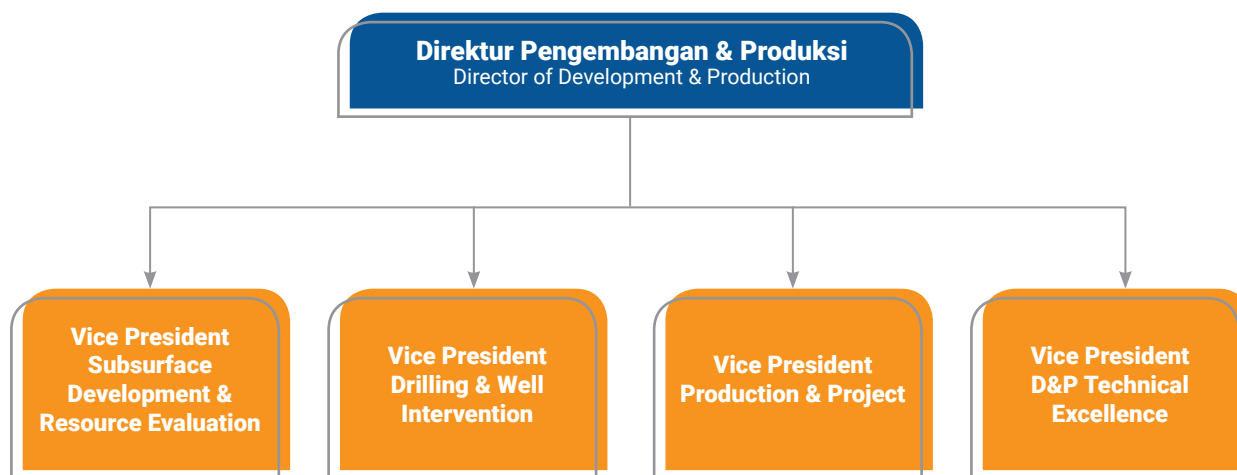 Direktur Pengembangan & Produksi
Director of Development & Production
Vice President
Subsurface
Development &
Resource Evaluation
Vice President
Drilling & Well
Intervention
Vice President
Production & Project
Vice President
D&P Technical
Excellence